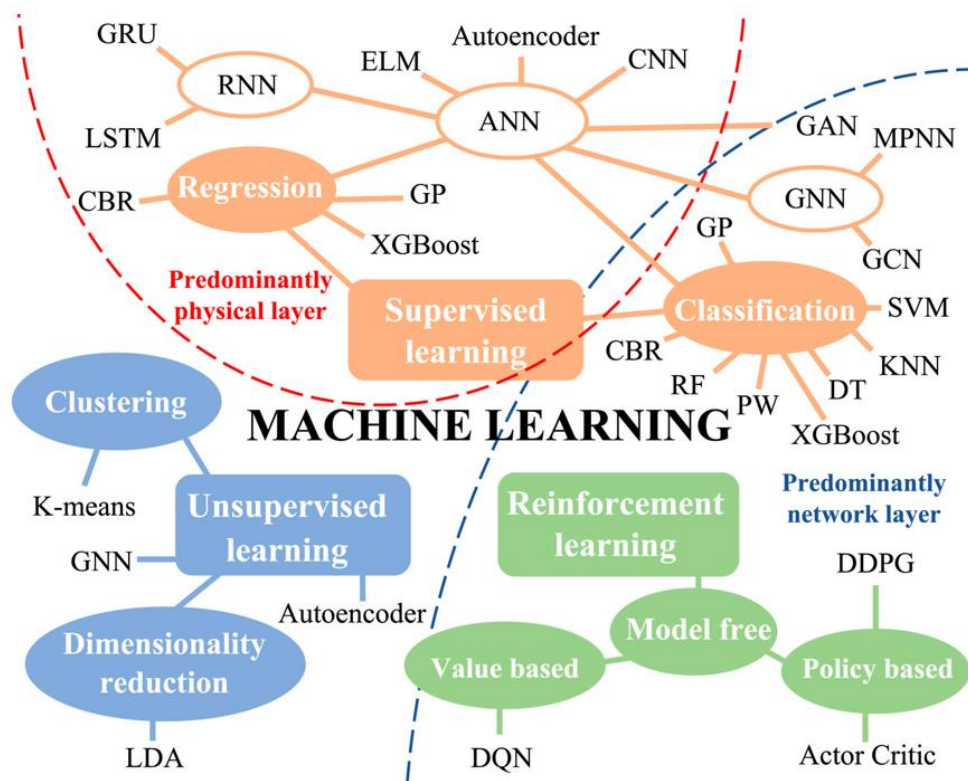 GRU
RNN
LSTM
ELM
Autoencoder
CNN
ANN
GAN
MPNN
GNN
GCN
Regression
CBR
GP
XGBoost
Predominantly
physical layer
Supervised
learning
GP
Classification
SVM
KNN
CBR
RF
PW
DT
XGBoost
MACHINE LEARNING
Clustering
K-means
Unsupervised
learning
GNN
Autoencoder
Dimensionality
reduction
LDA
Reinforcement
learning
Predominantly
network layer
DDPG
Model free
Value based
Policy based
DQN
Actor Critic